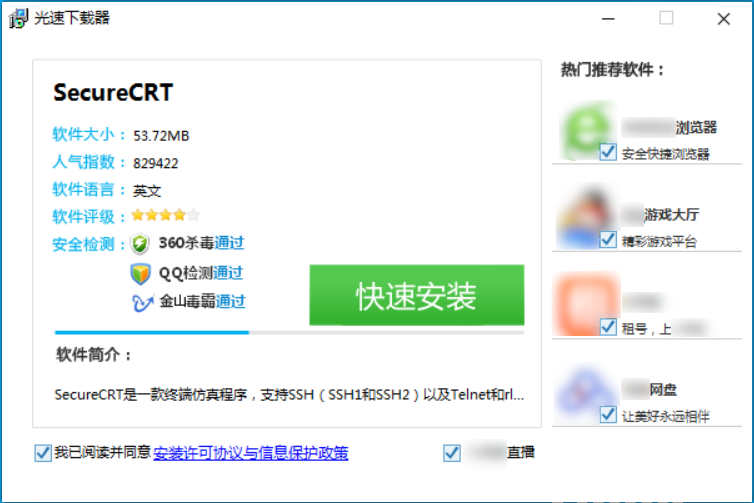 光速下载器
SecureCRT
软件大小： 53.72MB
人气指数： 829422
软件语言： 英文
软件评级：
安全检测： 360杀毒通过
QQ检测通过
金山毒霸通过
快速安装
软件简介：
SecureCRT是一款终端仿真程序，支持SSH（SSH1和SSH2）以及Telnet和rl...
我已阅读并同意安装许可协议与信息保护政策
直播
热门推荐软件：
浏览器
安全快捷浏览器
游戏大厅
精彩游戏平台
租号，上
网盘
让美好永远相伴